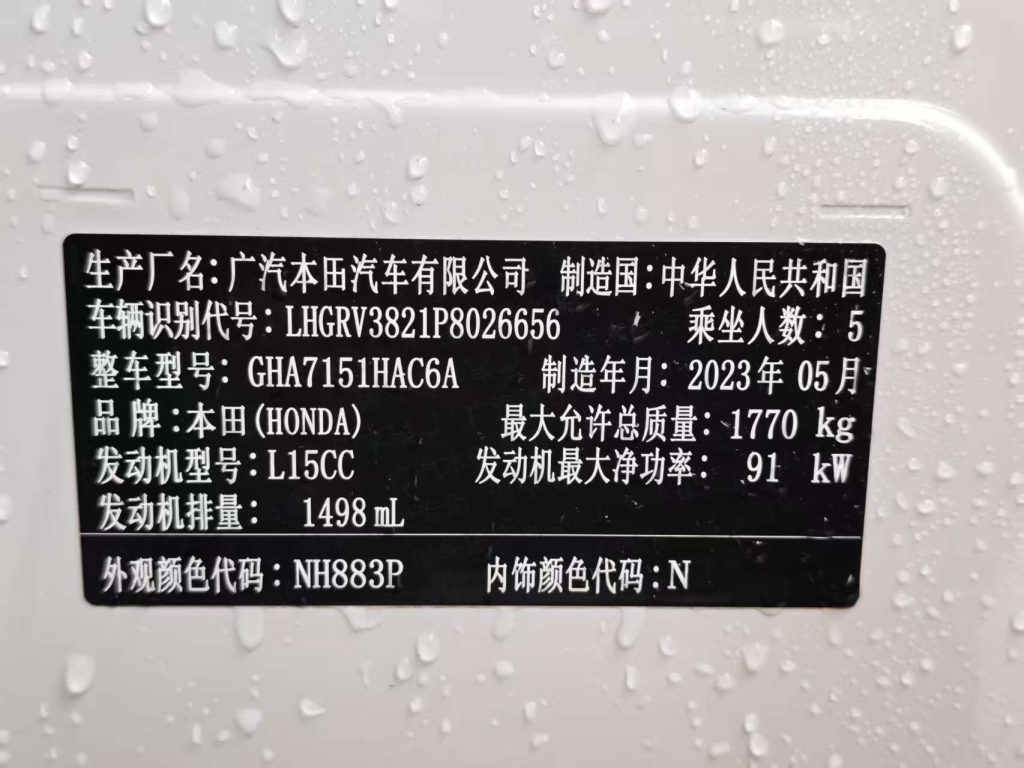 生产厂名：广汽本田汽车有限公司 制造国：中华人民共和国
车辆识别代号：LHGRV3821P8026656 乘坐人数：5
整车型号：GHA7151HAC6A 制造年月：2023年05月
品牌：本田(HONDA) 最大允许总质量：1770 kg
发动机型号：L15CC 发动机最大净功率：91 kW
发动机排量：1498 mL
外观颜色代码：NH883P 内饰颜色代码：N